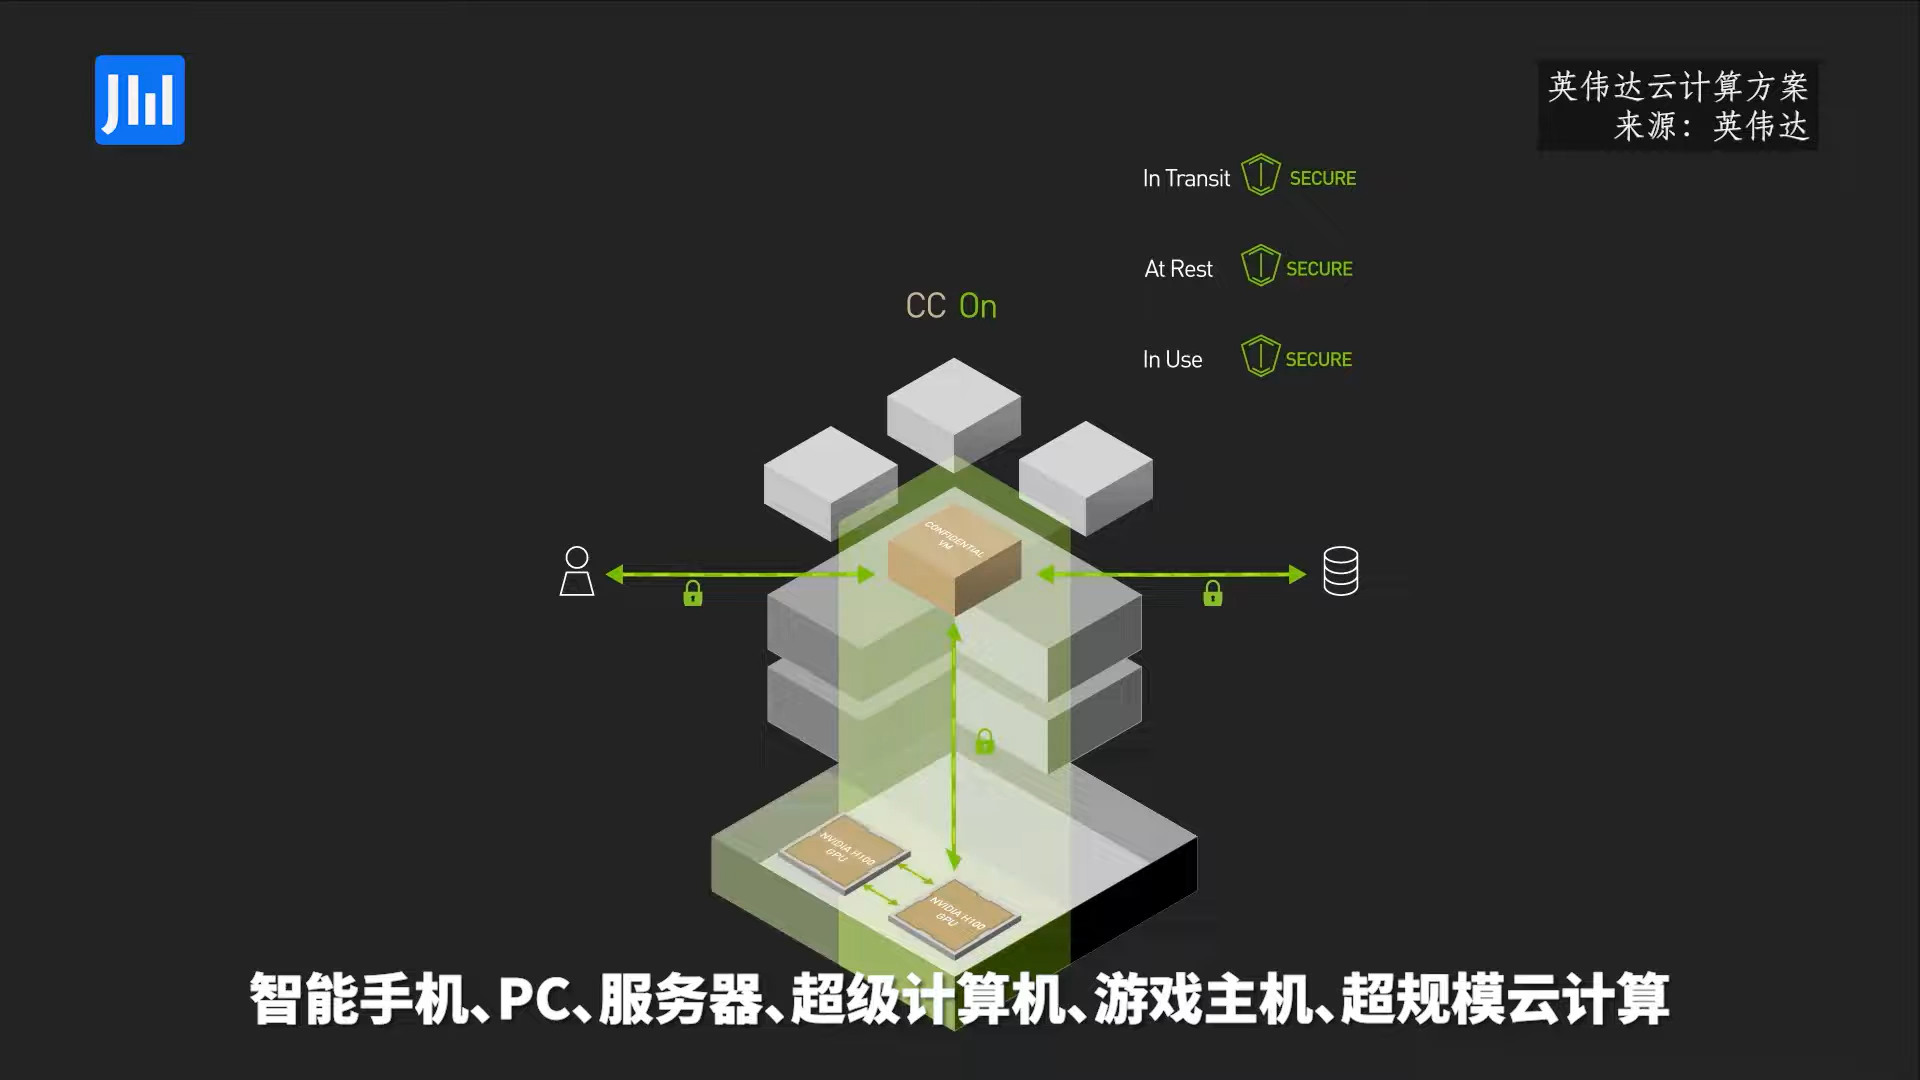 英伟达云计算方案
来源：英伟达
In Transit SECURE
At Rest SECURE
CC On
In Use SECURE
CONFIDENTIAL
VM
NVIDIA H100
GPU
NVIDIA H100
GPU
智能手机、PC、服务器、超级计算机、游戏主机、超规模云计算